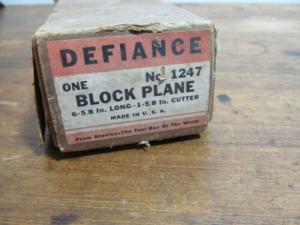 DEFIANCE
ONE No 1247
BLOCK PLANE
6-5/8 In. LONG-1-5/8 In. CUTTER
MADE IN U. S. A.
From Stanley-The Tool Box Of The World